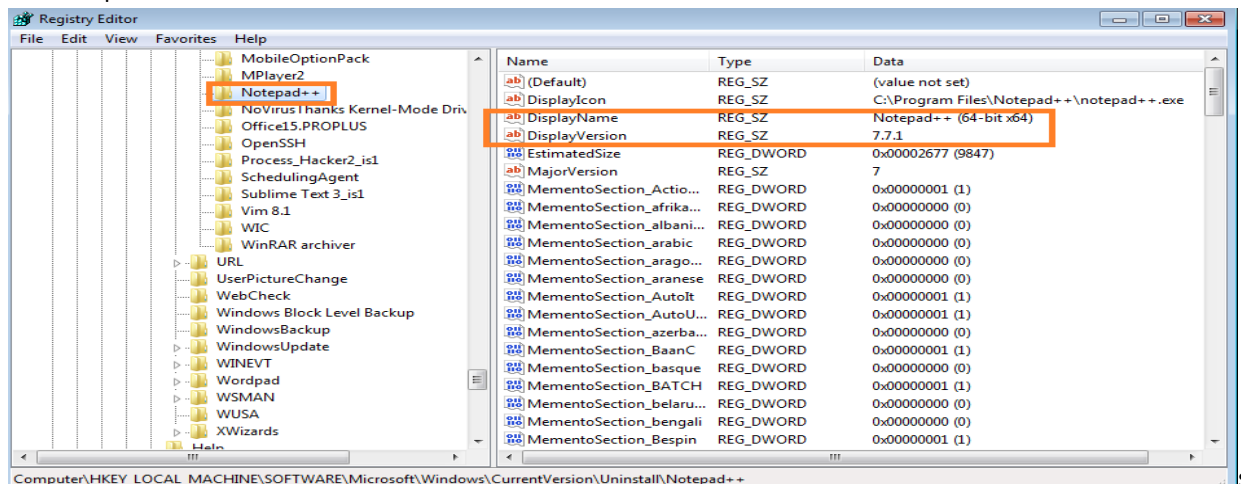 Registry Editor
File Edit View Favorites Help
MobileOptionPack
MPlayer2
Notepad++
NoVirusThanks Kernel-Mode Driv
Office15.PROPLUS
OpenSSH
Process_Hacker2_is1
SchedulingAgent
Sublime Text 3_is1
Vim 8.1
WIC
WinRAR archiver
URL
UserPictureChange
WebCheck
Windows Block Level Backup
WindowsBackup
WindowsUpdate
WINEVT
Wordpad
WSMAN
WUSA
XWizards
Help
Name Type Data
(Default) REG_SZ (value not set)
DisplayIcon REG_SZ C:\Program Files\Notepad++\notepad++.exe
DisplayName REG_SZ Notepad++ (64-bit x64)
DisplayVersion REG_SZ 7.7.1
EstimatedSize REG_DWORD 0x00002677 (9847)
MajorVersion REG_SZ 7
MementoSection_Actio... REG_DWORD 0x00000001 (1)
MementoSection_afrika... REG_DWORD 0x00000000 (0)
MementoSection_albani... REG_DWORD 0x00000000 (0)
MementoSection_arabic REG_DWORD 0x00000000 (0)
MementoSection_arago... REG_DWORD 0x00000000 (0)
MementoSection_aranese REG_DWORD 0x00000000 (0)
MementoSection_AutoIt REG_DWORD 0x00000001 (1)
MementoSection_AutoU... REG_DWORD 0x00000001 (1)
MementoSection_azerba... REG_DWORD 0x00000000 (0)
MementoSection_BaanC REG_DWORD 0x00000001 (1)
MementoSection_basque REG_DWORD 0x00000000 (0)
MementoSection_BATCH REG_DWORD 0x00000001 (1)
MementoSection_belaru... REG_DWORD 0x00000000 (0)
MementoSection_bengali REG_DWORD 0x00000000 (0)
MementoSection_Bespin REG_DWORD 0x00000001 (1)
Computer\HKEY_LOCAL_MACHINE\SOFTWARE\Microsoft\Windows\CurrentVersion\Uninstall\Notepad++